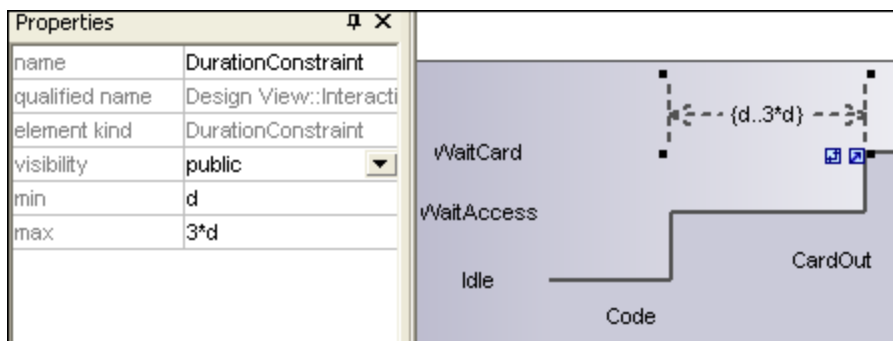 Properties
name DurationConstraint
qualified name Design View::Interacti
element kind DurationConstraint
visibility public
min d
max 3*d
{d..3*d}
WaitCard
WaitAccess
CardOut
Idle
Code